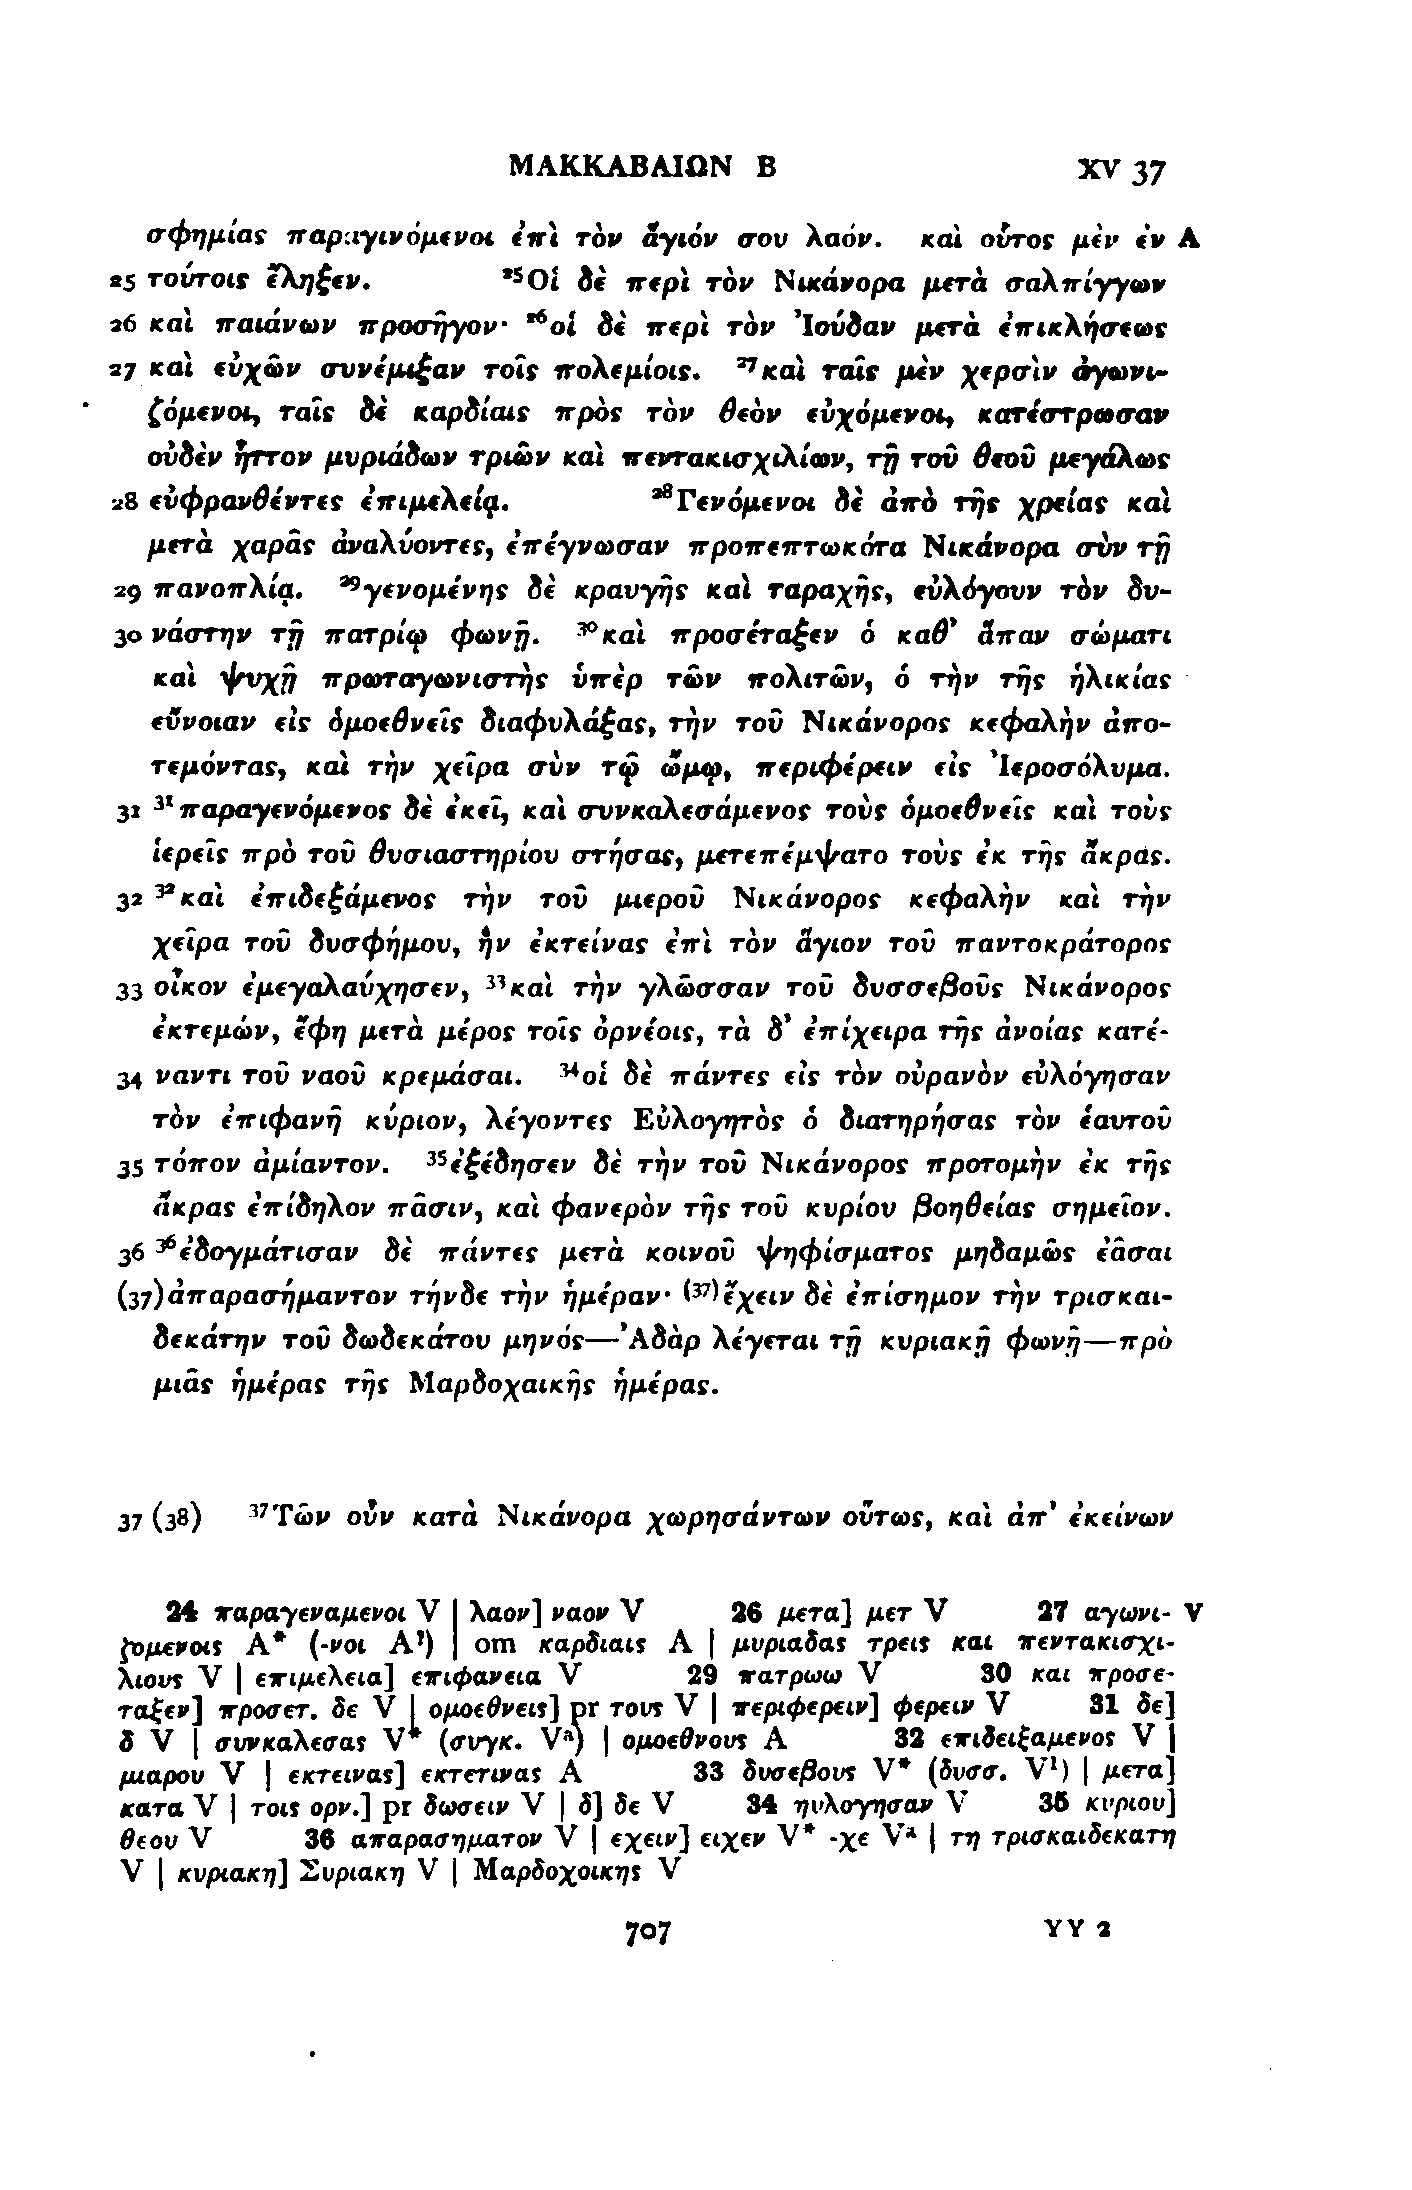 ΜΑΚΚΑΒΑΙΩΝ Β XV 37
σφημίας παραγινόμενοι ἐπὶ τὸν ἅγιόν σου λαόν. καὶ οὗτος μὲν ἐν A
25 τούτοις ἔληξεν. ²⁵Οἱ δὲ περὶ τὸν Νικάνορα μετὰ σαλπίγγων
26 καὶ παιάνων προσῆγον· ²⁶οἱ δὲ περὶ τὸν Ἰούδαν μετὰ ἐπικλήσεως
27 καὶ εὐχῶν συνέμιξαν τοῖς πολεμίοις. ²⁷καὶ ταῖς μὲν χερσὶν ἀγωνι-
ζόμενοι, ταῖς δὲ καρδίαις πρὸς τὸν θεὸν εὐχόμενοι, κατέστρωσαν
οὐδὲν ἧττον μυριάδων τριῶν καὶ πεντακισχιλίων, τῇ τοῦ θεοῦ μεγάλως
28 εὐφρανθέντες ἐπιμελείᾳ. ²⁸Γενόμενοι δὲ ἀπὸ τῆς χρείας καὶ
μετὰ χαρᾶς ἀναλύοντες, ἐπέγνωσαν προπεπτωκότα Νικάνορα σὺν τῇ
29 πανοπλίᾳ. ²⁹γενομένης δὲ κραυγῆς καὶ ταραχῆς, εὐλόγουν τὸν δυ-
30 νάστην τῇ πατρίῳ φωνῇ. ³⁰καὶ προσέταξεν ὁ καθ’ ἅπαν σώματι
καὶ ψυχῇ πρωταγωνιστὴς ὑπὲρ τῶν πολιτῶν, ὁ τὴν τῆς ἡλικίας
εὔνοιαν εἰς ὁμοεθνεῖς διαφυλάξας, τὴν τοῦ Νικάνορος κεφαλὴν ἀπο-
τεμόντας, καὶ τὴν χεῖρα σὺν τῷ ὤμῳ, περιφέρειν εἰς Ἰεροσόλυμα.
31 ³¹παραγενόμενος δὲ ἐκεῖ, καὶ συνκαλεσάμενος τοὺς ὁμοεθνεῖς καὶ τοὺς
ἱερεῖς πρὸ τοῦ θυσιαστηρίου στήσας, μετεπέμψατο τοὺς ἐκ τῆς ἄκρας.
32 ³²καὶ ἐπιδεξάμενος τὴν τοῦ μιεροῦ Νικάνορος κεφαλὴν καὶ τὴν
χεῖρα τοῦ δυσφήμου, ἣν ἐκτείνας ἐπὶ τὸν ἅγιον τοῦ παντοκράτορος
33 οἶκον ἐμεγαλαύχησεν, ³³καὶ τὴν γλῶσσαν τοῦ δυσσεβοῦς Νικάνορος
ἐκτεμών, ἔφη μετὰ μέρος τοῖς ὀρνέοις, τὰ δ’ ἐπίχειρα τῆς ἀνοίας κατέ-
34 ναντι τοῦ ναοῦ κρεμάσαι. ³⁴οἱ δὲ πάντες εἰς τὸν οὐρανὸν εὐλόγησαν
τὸν ἐπιφανῆ κύριον, λέγοντες Εὐλογητὸς ὁ διατηρήσας τὸν ἑαυτοῦ
35 τόπον ἀμίαντον. ³⁵ἐξέδησεν δὲ τὴν τοῦ Νικάνορος προτομὴν ἐκ τῆς
ἄκρας ἐπίδηλον πᾶσιν, καὶ φανερὸν τῆς τοῦ κυρίου βοηθείας σημεῖον.
36 ³⁶ἐδογμάτισαν δὲ πάντες μετὰ κοινοῦ ψηφίσματος μηδαμῶς ἐᾶσαι
(37) ἀπαρασήμαντον τήνδε τὴν ἡμέραν· ⁽³⁷⁾ἔχειν δὲ ἐπίσημον τὴν τρισκαι-
δεκάτην τοῦ δωδεκάτου μηνός—Ἀδὰρ λέγεται τῇ κυριακῇ φωνῇ—πρὸ
μιᾶς ἡμέρας τῆς Μαρδοχαικῆς ἡμέρας.
37 (38) ³⁷Τῶν οὖν κατὰ Νικάνορα χωρησάντων οὕτως, καὶ ἀπ’ ἐκείνων
24 παραγεναμενοι V | λαον] ναον V 26 μετα] μετ V 27 αγωνι- V
ζομενοις A* (-νοι A?) | om καρδιαις A | μυριαδας τρεις και πεντακισχι-
λιους V | επιμελεια] επιφανεια V 29 πατρωω V 30 και προσε-
ταξεν] προσετ. δε V | ομοεθνεις] pr τους V | περιφερειν] φερειν V 31 δε]
δ V | συνκαλεσας V* (συγκ. Vᵃ) | ομοεθνους A 32 επιδειξαμενος V |
μιαρου V | εκτεινας] εκτετινας A 33 δυσεβους V* (δυσσ. V¹) | μετα]
κατα V | τοις ορν.] pr δωσειν V | δ] δε V 34 ηυλογησαν V 35 κυριου]
θεου V 36 απαρασηματον V | εχειν] ειχεν V* -χε Vᵃ | τη τρισκαιδεκατη
V | κυριακη] Συριακη V | Μαρδοχοικης V
707 YY 2